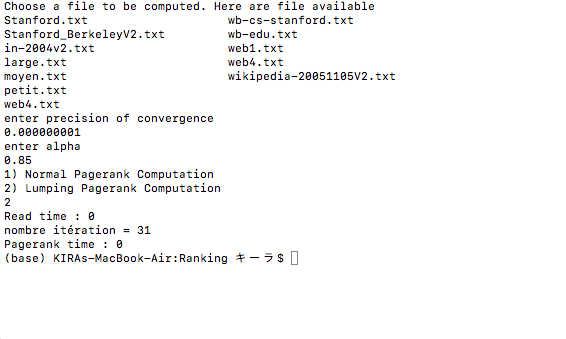 Choose a file to be computed. Here are file available
Stanford.txt wb-cs-stanford.txt
Stanford_BerkeleyV2.txt wb-edu.txt
in-2004v2.txt web1.txt
large.txt web4.txt
moyen.txt wikipedia-20051105V2.txt
petit.txt
web4.txt
enter precision of convergence
0.000000001
enter alpha
0.85
1) Normal Pagerank Computation
2) Lumping Pagerank Computation
2
Read time : 0
nombre itération = 31
Pagerank time : 0
(base) KIRAs-MacBook-Air:Ranking キーラ$